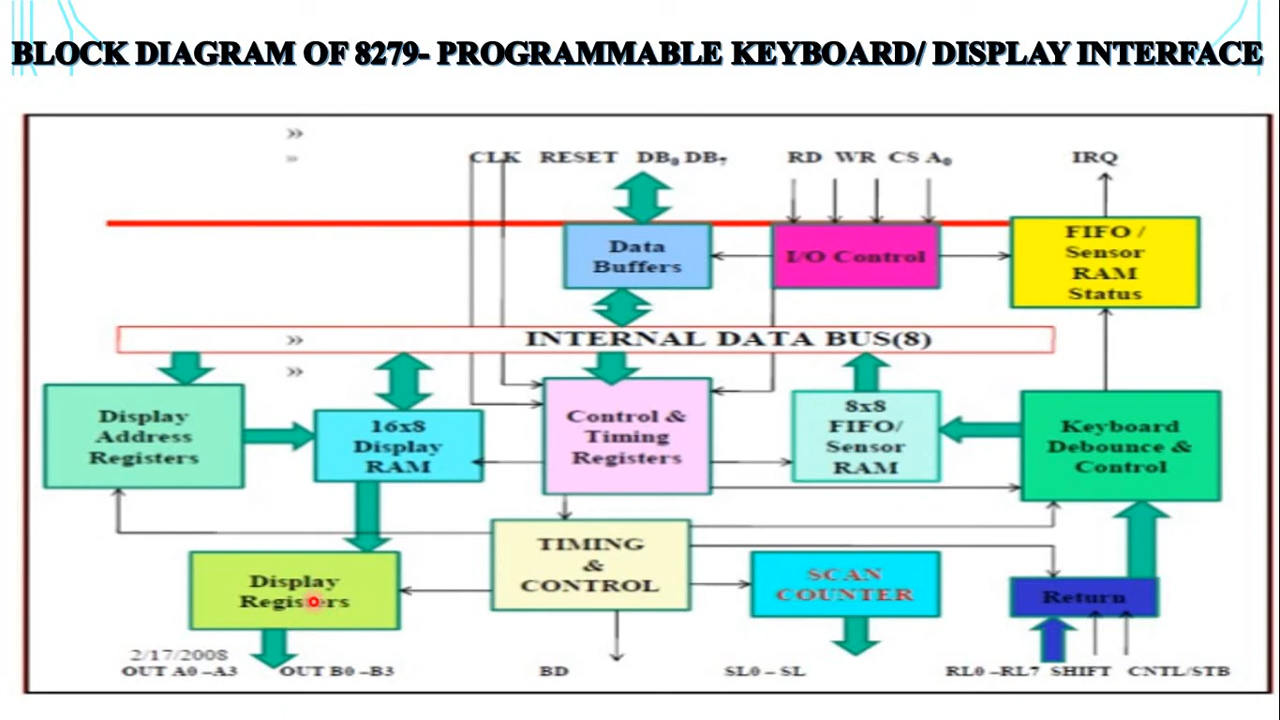 BLOCK DIAGRAM OF 8279- PROGRAMMABLE KEYBOARD/ DISPLAY INTERFACE
»
»
CLK RESET DB0 DB7 RD WR CS A0 IRQ
Data
Buffers
I/O Control
FIFO /
Sensor
RAM
Status
» INTERNAL DATA BUS(8)
»
Display
Address
Registers
16x8
Display
RAM
Control &
Timing
Registers
8x8
FIFO/
Sensor
RAM
Keyboard
Debounce &
Control
TIMING
&
CONTROL
Display
Registers
SCAN
COUNTER
Return
2/17/2008
OUT A0 –A3 OUT B0 –B3 BD SL0 – SL RL0 –RL7 SHIFT CNTL/STB